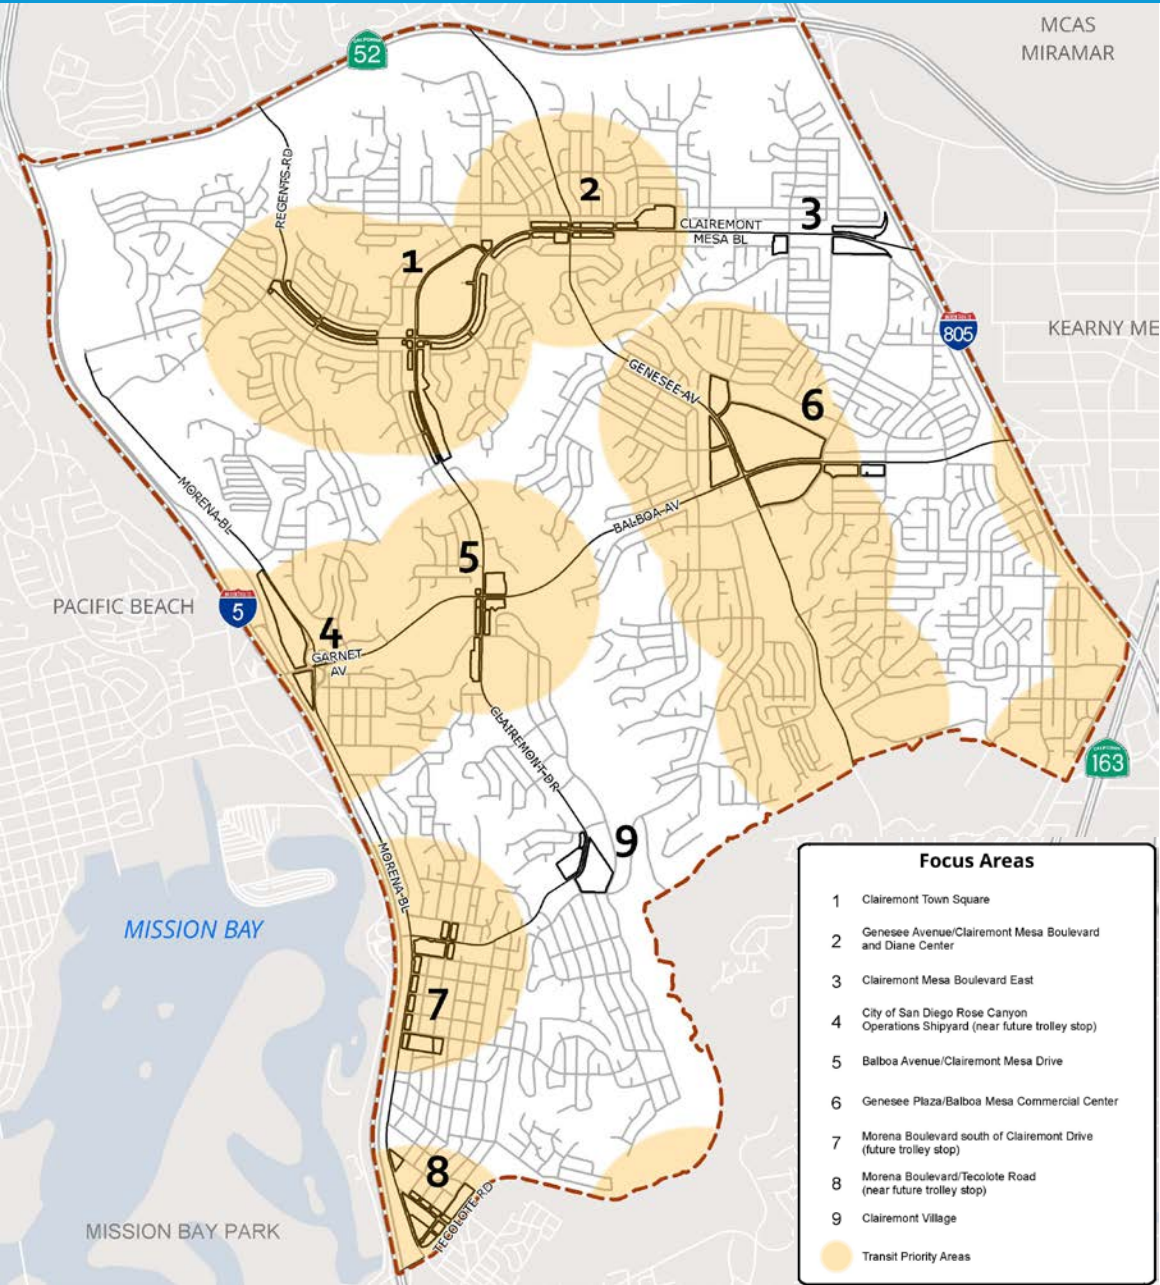 MCAS
MIRAMAR
CALIFORNIA
52
REGENTS RD
2
3
CLAIREMONT
MESA BL
1
805
KEARNY ME
GENESEE AV
6
MORENA BL
BALBOA AV
5
PACIFIC BEACH
5
4
GARNET
AV
CLAIREMONT DR
CALIFORNIA
163
9
MORENA BL
MISSION BAY
7
8
TECOLOTE RD
MISSION BAY PARK
Focus Areas
1 Clairemont Town Square
2 Genesee Avenue/Clairemont Mesa Boulevard
and Diane Center
3 Clairemont Mesa Boulevard East
4 City of San Diego Rose Canyon
Operations Shipyard (near future trolley stop)
5 Balboa Avenue/Clairemont Mesa Drive
6 Genesee Plaza/Balboa Mesa Commercial Center
7 Morena Boulevard south of Clairemont Drive
(future trolley stop)
8 Morena Boulevard/Tecolote Road
(near future trolley stop)
9 Clairemont Village
Transit Priority Areas